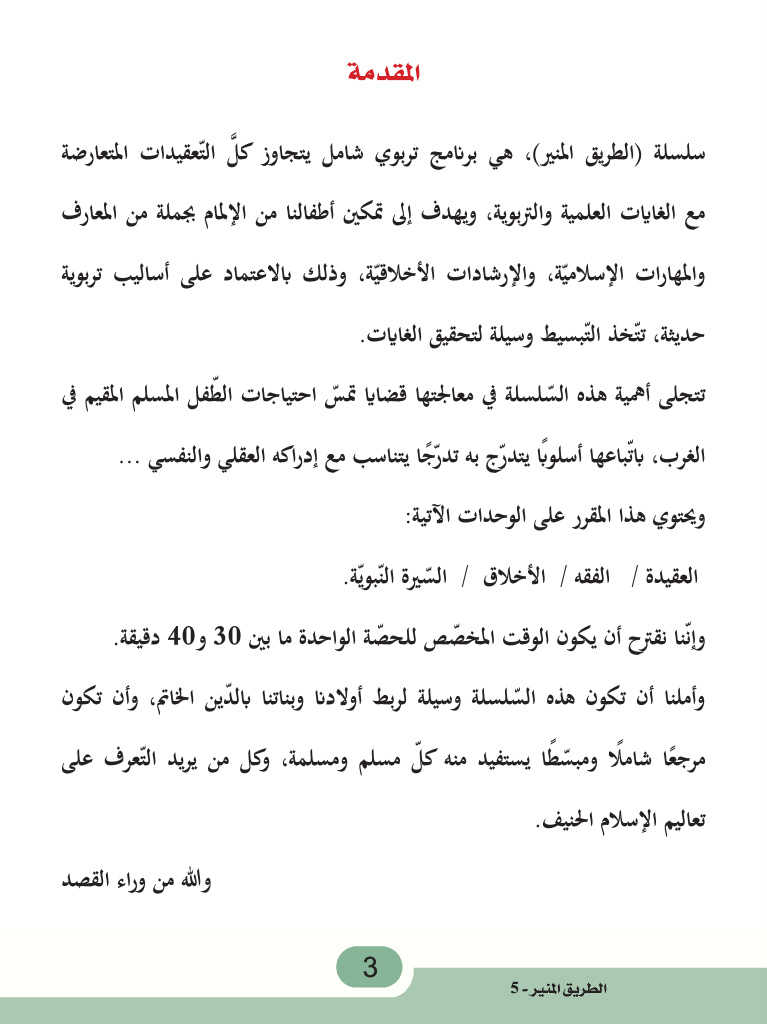 المقدمة
سلسلة (الطريق المنير)، هي برنامج تربوي شامل يتجاوز كلَّ التّعقيدات المتعارضة
مع الغايات العلمية والتربوية، ويهدف إلى تمكين أطفالنا من الإلمام بجملة من المعارف
والمهارات الإسلاميّة، والإرشادات الأخلاقيّة، وذلك بالاعتماد على أساليب تربوية
حديثة، تتّخذ التّبسيط وسيلة لتحقيق الغايات.
تتجلى أهمية هذه السّلسلة في معالجتها قضايا تمسّ احتياجات الطّفل المسلم المقيم في
الغرب، باتّباعها أسلوبًا يتدرّج به تدرّجًا يتناسب مع إدراكه العقلي والنفسي ...
ويحتوي هذا المقرر على الوحدات الآتية:
العقيدة / الفقه / الأخلاق / السّيرة النّبويّة.
وإنّنا نقترح أن يكون الوقت المخصّص للحصّة الواحدة ما بين 30 و40 دقيقة.
وأملنا أن تكون هذه السّلسلة وسيلة لربط أولادنا وبناتنا بالدّين الخاتم، وأن تكون
مرجعًا شاملًا ومبسّطًا يستفيد منه كلّ مسلم ومسلمة، وكل من يريد التّعرف على
تعاليم الإسلام الحنيف.
والله من وراء القصد
3
الطريق المنير - 5